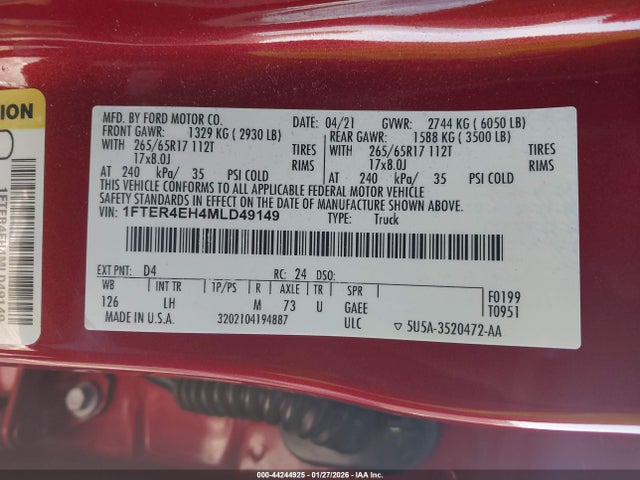 MFD. BY FORD MOTOR CO.
DATE: 04/21 GVWR: 2744 KG ( 6050 LB)
FRONT GAWR: 1329 KG ( 2930 LB) REAR GAWR: 1588 KG ( 3500 LB)
WITH 265/65R17 112T TIRES WITH 265/65R17 112T TIRES
17x8.0J RIMS 17x8.0J RIMS
AT 240 kPa/ 35 PSI COLD AT 240 kPa/ 35 PSI COLD
THIS VEHICLE CONFORMS TO ALL APPLICABLE FEDERAL MOTOR VEHICLE
SAFETY STANDARDS IN EFFECT ON THE DATE OF MANUFACTURE SHOWN ABOVE.
VIN: 1FTER4EH4MLD49149 TYPE: Truck
EXT PNT: D4 RC: 24 DSO:
WB INT TR 1P/PS R AXLE TR SPR
126 LH M 73 U GAEE
F0199
T0951
MADE IN U.S.A. 3202104194887 ULC ▽ 5U5A-3520472-AA
1FTER4EH4MLD49149
000-44244925 - 01/27/2026 - IAA Inc.